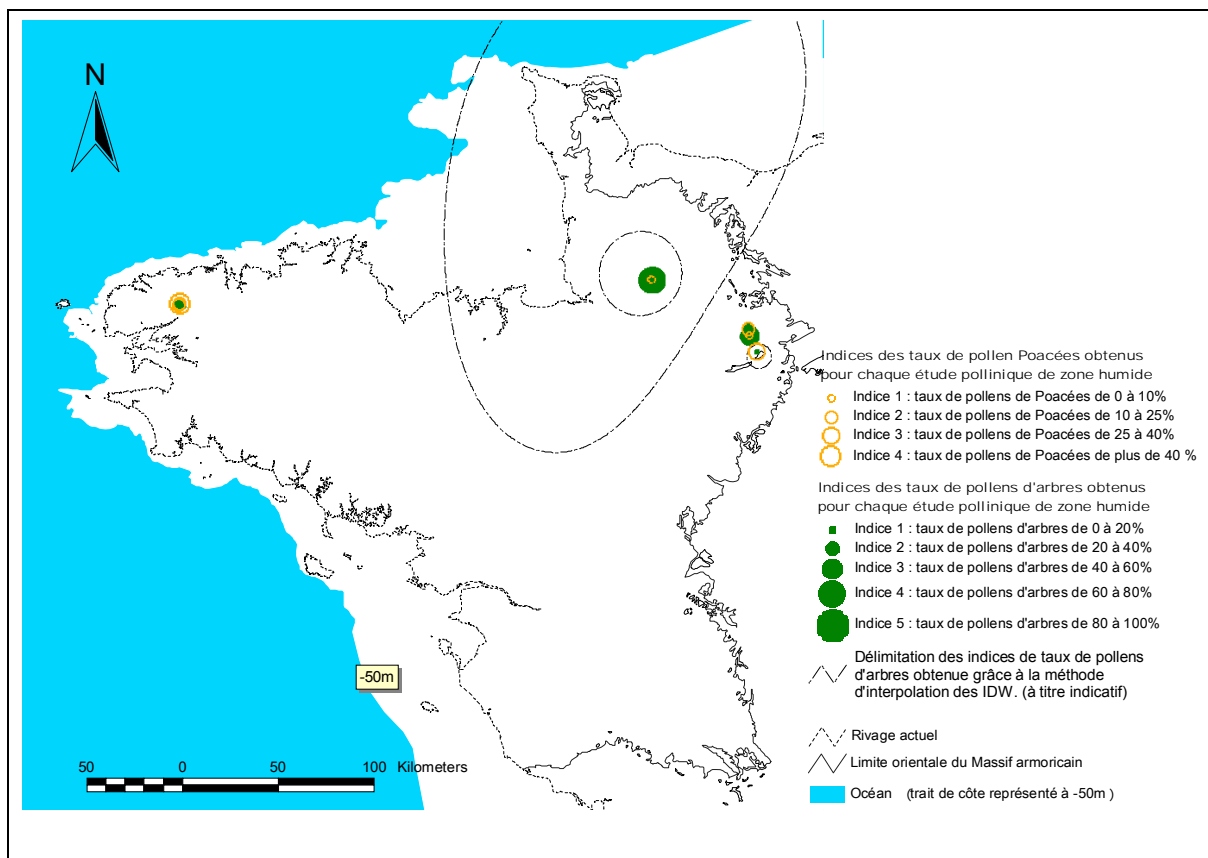 N
Indices des taux de pollen Poacées obtenus
pour chaque étude pollinique de zone humide
Indice 1 : taux de pollens de Poacées de 0 à 10%
Indice 2 : taux de pollens de Poacées de 10 à 25%
Indice 3 : taux de pollens de Poacées de 25 à 40%
Indice 4 : taux de pollens de Poacées de plus de 40 %
Indices des taux de pollens d'arbres obtenus
pour chaque étude pollinique de zone humide
Indice 1 : taux de pollens d'arbres de 0 à 20%
Indice 2 : taux de pollens d'arbres de 20 à 40%
Indice 3 : taux de pollens d'arbres de 40 à 60%
Indice 4 : taux de pollens d'arbres de 60 à 80%
Indice 5 : taux de pollens d'arbres de 80 à 100%
Délimitation des indices de taux de pollens
d'arbres obtenue grâce à la méthode
d'interpolation des IDW. (à titre indicatif)
Rivage actuel
Limite orientale du Massif armoricain
Océan (trait de côte représenté à -50m )
-50m
50 0 50 100 Kilometers